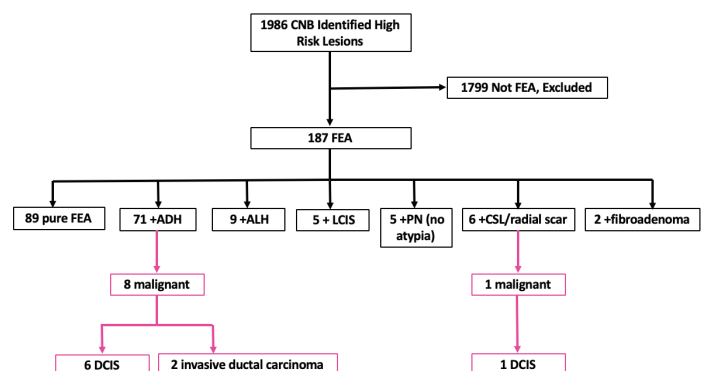 1986 CNB Identified High
Risk Lesions
1799 Not FEA, Excluded
187 FEA
89 pure FEA
71 +ADH
9 +ALH
5 + LCIS
5 +PN (no
atypia)
6 +CSL/radial scar
2 +fibroadenoma
8 malignant
1 malignant
6 DCIS
2 invasive ductal carcinoma
1 DCIS